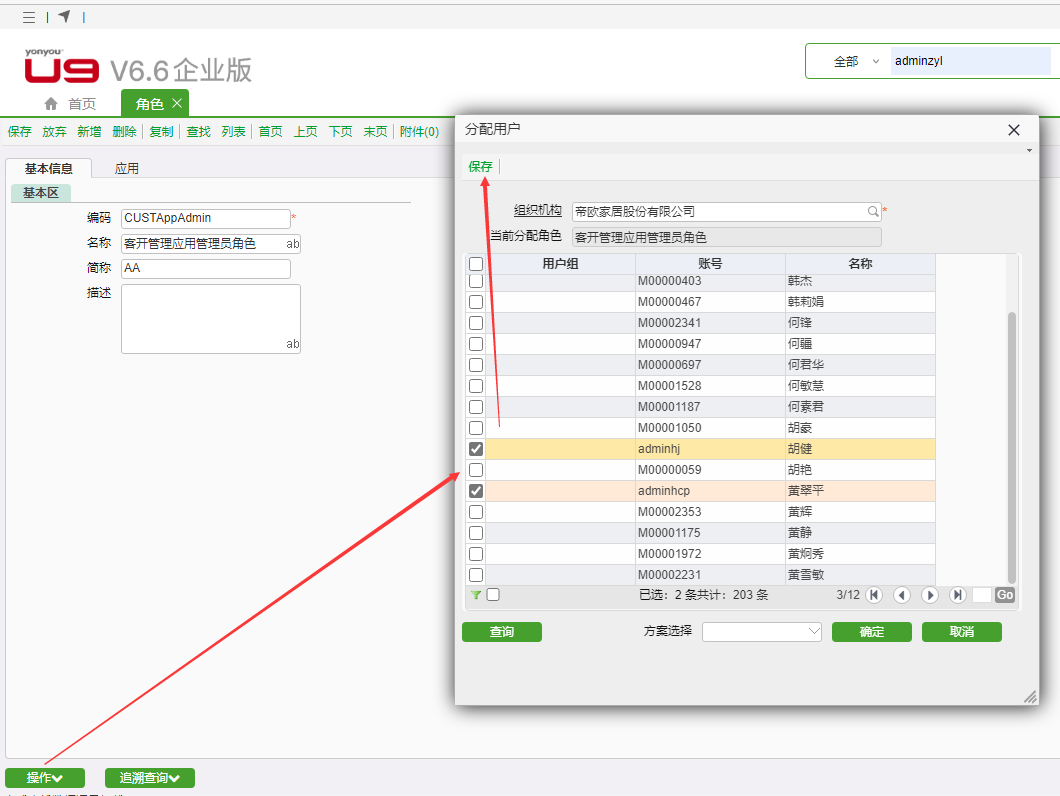 yonyou
U9 V6.6企业版
全部 adminzyl
首页 角色
保存 放弃 新增 删除 复制 查找 列表 首页 上页 下页 末页 附件(0)
分配用户
保存
基本信息 应用
基本区
编码 CUSTAppAdmin *
名称 客开管理应用管理员角色 ab
简称 AA
描述
ab
组织机构 帝欧家居股份有限公司 *
当前分配角色 客开管理应用管理员角色
用户组 账号 名称
M00000403 韩杰
M00000467 韩莉娟
M00002341 何锋
M00000947 何疆
M00000697 何君华
M00001528 何敏慧
M00001187 何素君
M00001050 胡豪
adminhj 胡健
M00000059 胡艳
adminhcp 黄翠平
M00002353 黄辉
M00001175 黄静
M00001972 黄炯秀
M00002231 黄雪敏
已选：2 条共计：203 条 3/12 Go
查询 方案选择 确定 取消
操作 追溯查询